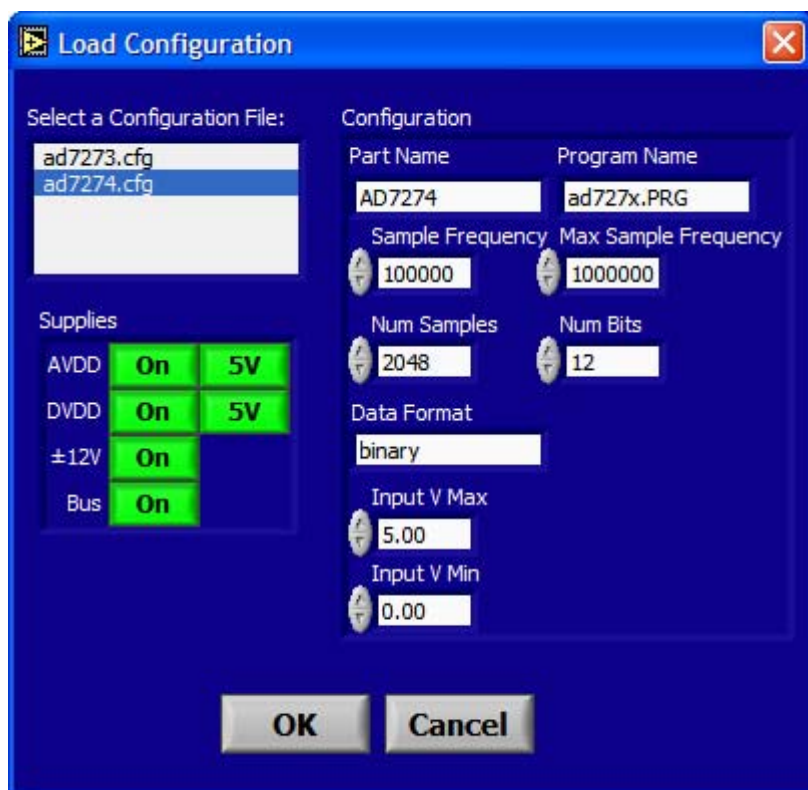 Load Configuration
Select a Configuration File:
ad7273.cfg
ad7274.cfg
Supplies
AVDD On 5V
DVDD On 5V
±12V On
Bus On
Configuration
Part Name Program Name
AD7274 ad727x.PRG
Sample Frequency Max Sample Frequency
100000 1000000
Num Samples Num Bits
2048 12
Data Format
binary
Input V Max
5.00
Input V Min
0.00
OK Cancel